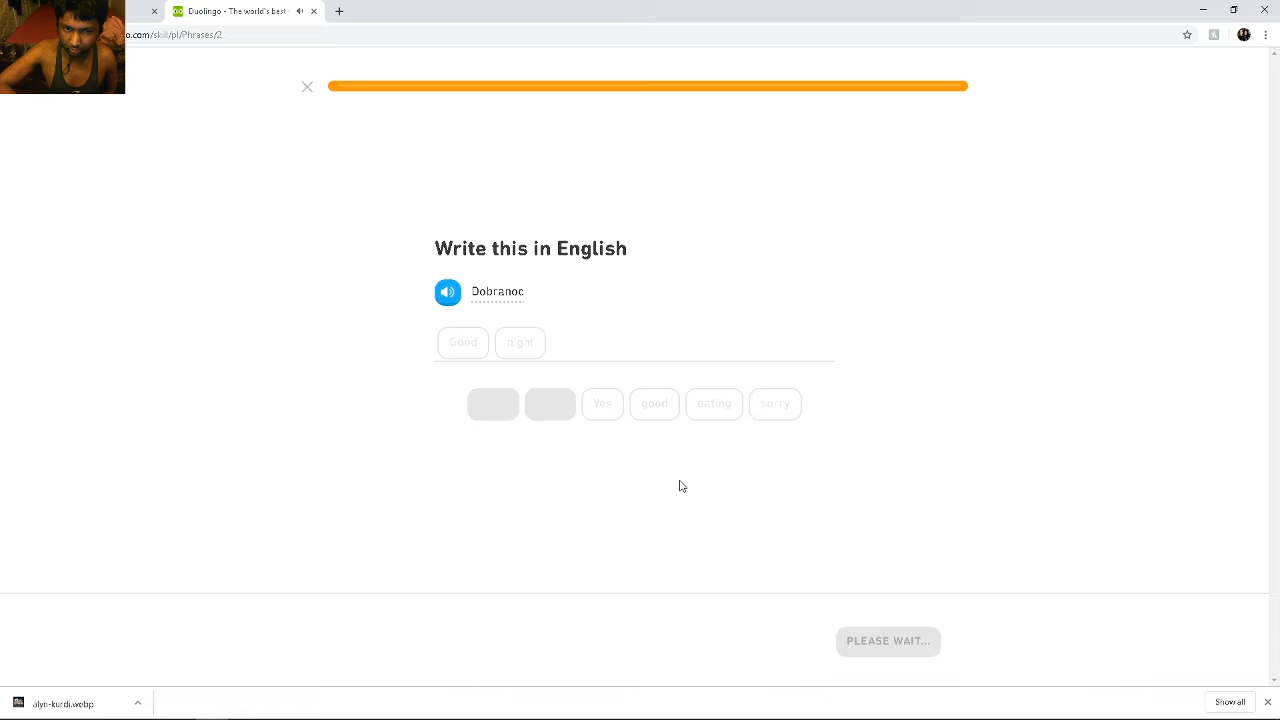 Duolingo - The world's best
o.com/skill/pl/Phrases/2
Write this in English
Dobranoc
Good night
Yes good eating sorry
PLEASE WAIT...
alyn-kurdi.webp
Show all